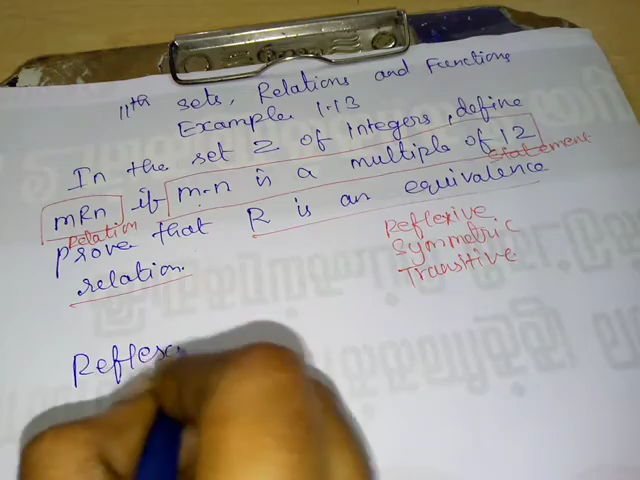 11th sets, Relations and Functions
Example 1.13
In the set Z of Integers, define
mRn if m-n is a multiple of 12
Statement
Relation
prove that R is an equivalence
relation.
Reflexive
Symmetric
Transitive
Reflex